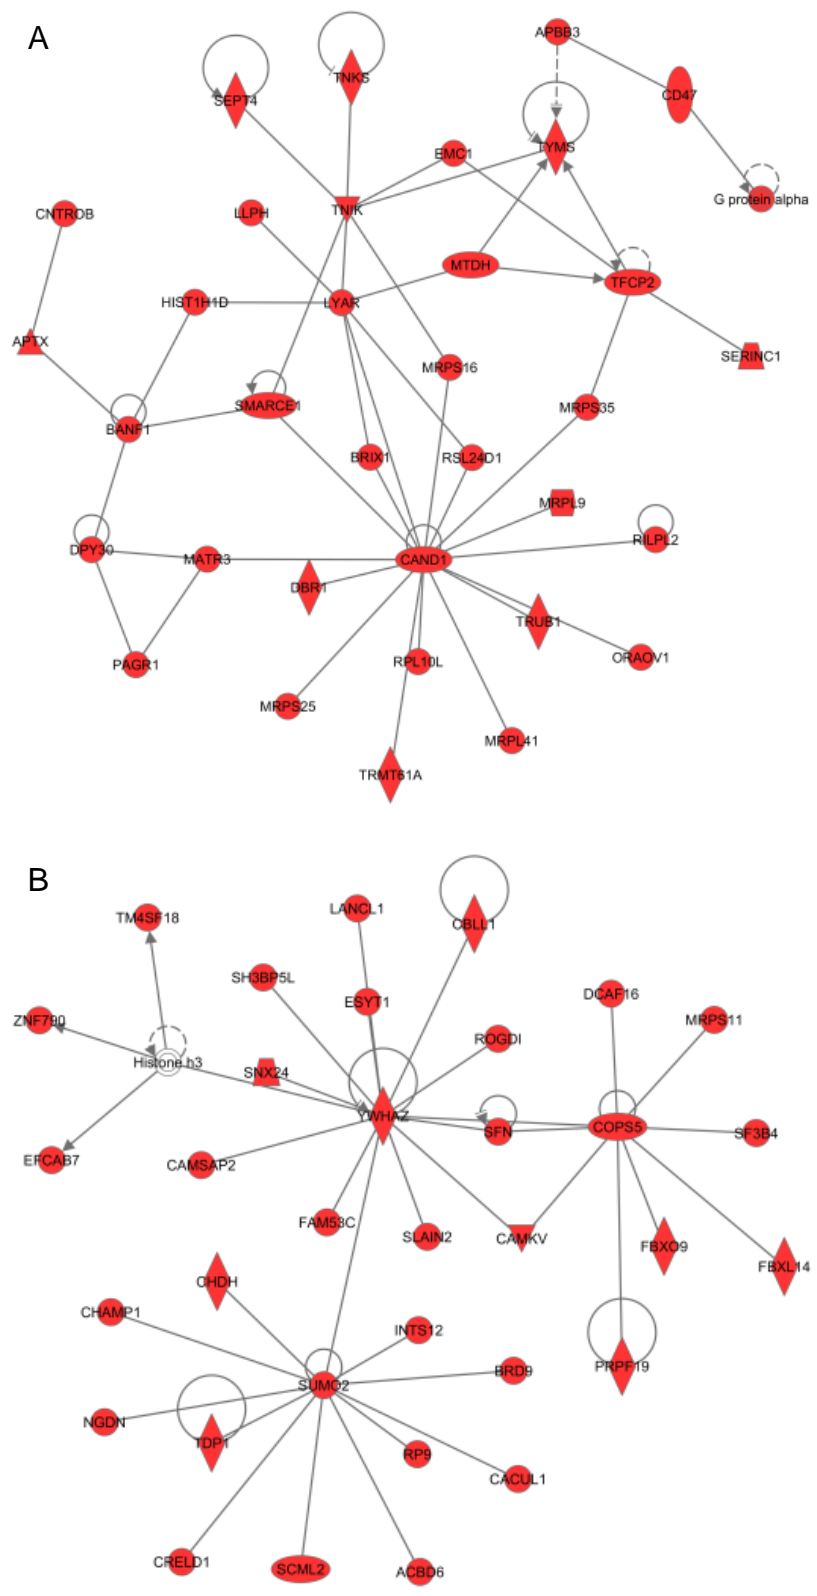 A
APBB3
TNKS
SEPT4
CD47
TYMS
EMC1
G protein alpha
CNTROB
LLPH
TNIK
MTDH
TFCP2
HIST1H1D
LYAR
APTX
SERINC1
MRPS16
SMARCE1
MRPS35
BANF1
BRIX1
RSL24D1
MRPL9
RILPL2
DPY30
MATR3
CAND1
DBR1
TRUB1
PAGR1
RPL10L
ORAOV1
MRPS25
MRPL41
TRMT61A
B
LANCL1
TM4SF18
CBLL1
SH3BP5L
ESYT1
DCAF16
ZNF790
MRPS11
ROGDI
Histone h3
SNX24
YWHAZ
SFN
COPS5
SF3B4
EFCAB7
CAMSAP2
FAM53C
SLAIN2
CAMKV
FBXO9
FBXL14
CHDH
CHAMP1
INTS12
PRPF19
BRD9
SUMO2
NGDN
TDP1
RP9
CACUL1
CRELD1
SCML2
ACBD6